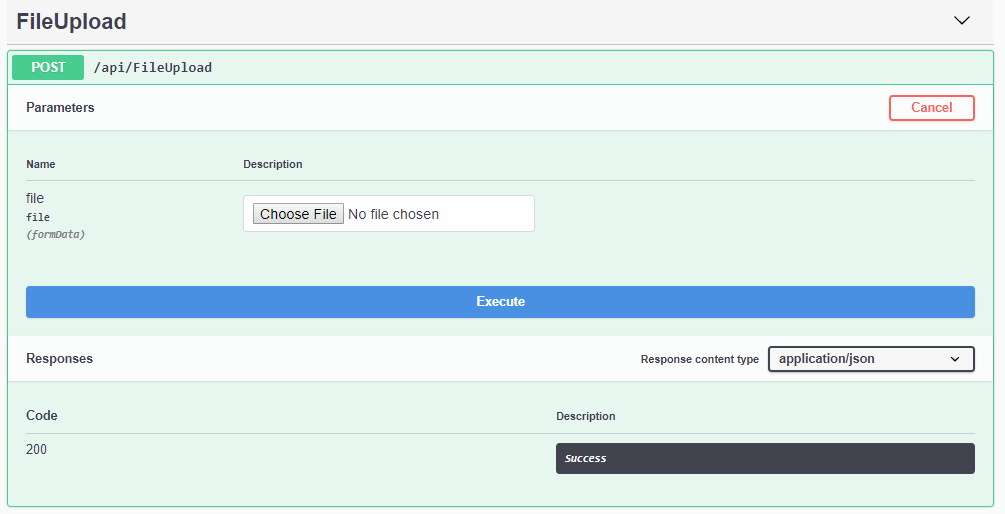 FileUpload
POST /api/FileUpload
Parameters Cancel
Name Description
file
file
(formData)
Choose File No file chosen
Execute
Responses Response content type application/json
Code Description
200 Success